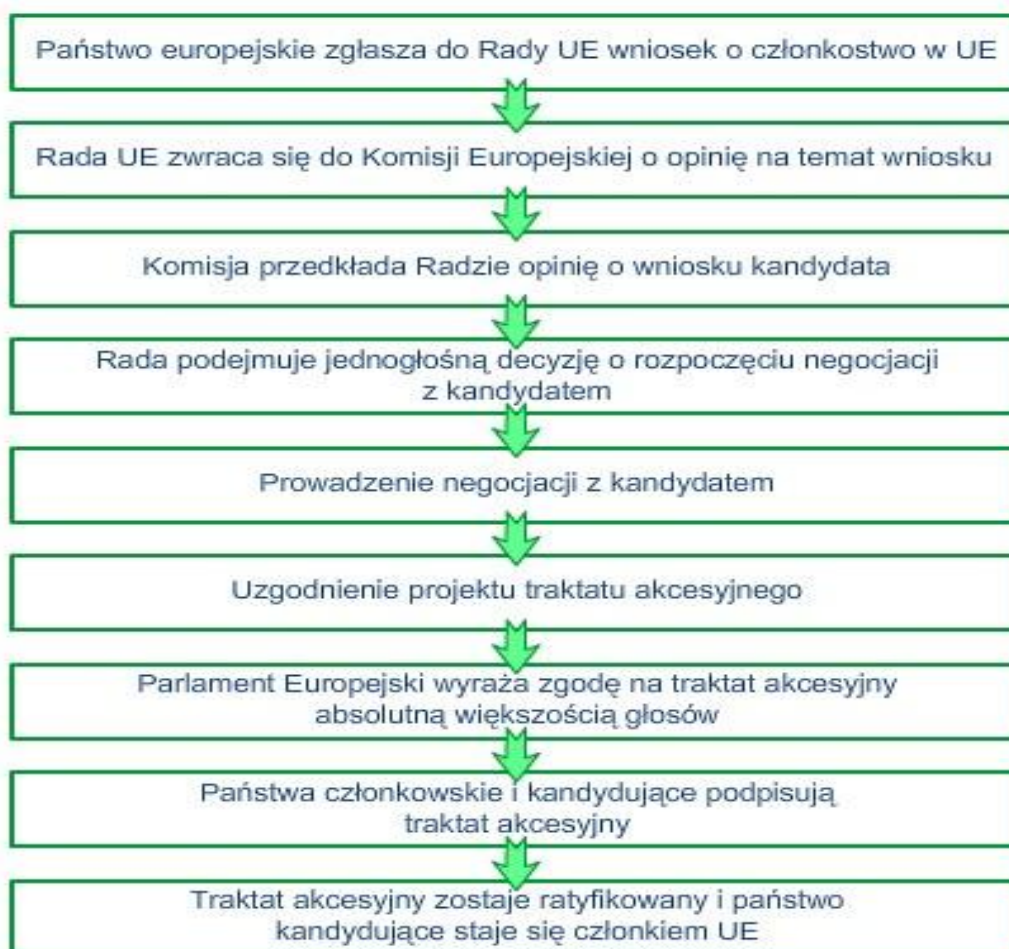 Państwo europejskie zgłasza do Rady UE wniosek o członkostwo w UE
Rada UE zwraca się do Komisji Europejskiej o opinię na temat wniosku
Komisja przedkłada Radzie opinię o wniosku kandydata
Rada podejmuje jednogłośną decyzję o rozpoczęciu negocjacji
z kandydatem
Prowadzenie negocjacji z kandydatem
Uzgodnienie projektu traktatu akcesyjnego
Parlament Europejski wyraża zgodę na traktat akcesyjny
absolutną większością głosów
Państwa członkowskie i kandydujące podpisują
traktat akcesyjny
Traktat akcesyjny zostaje ratyfikowany i państwo
kandydujące staje się członkiem UE